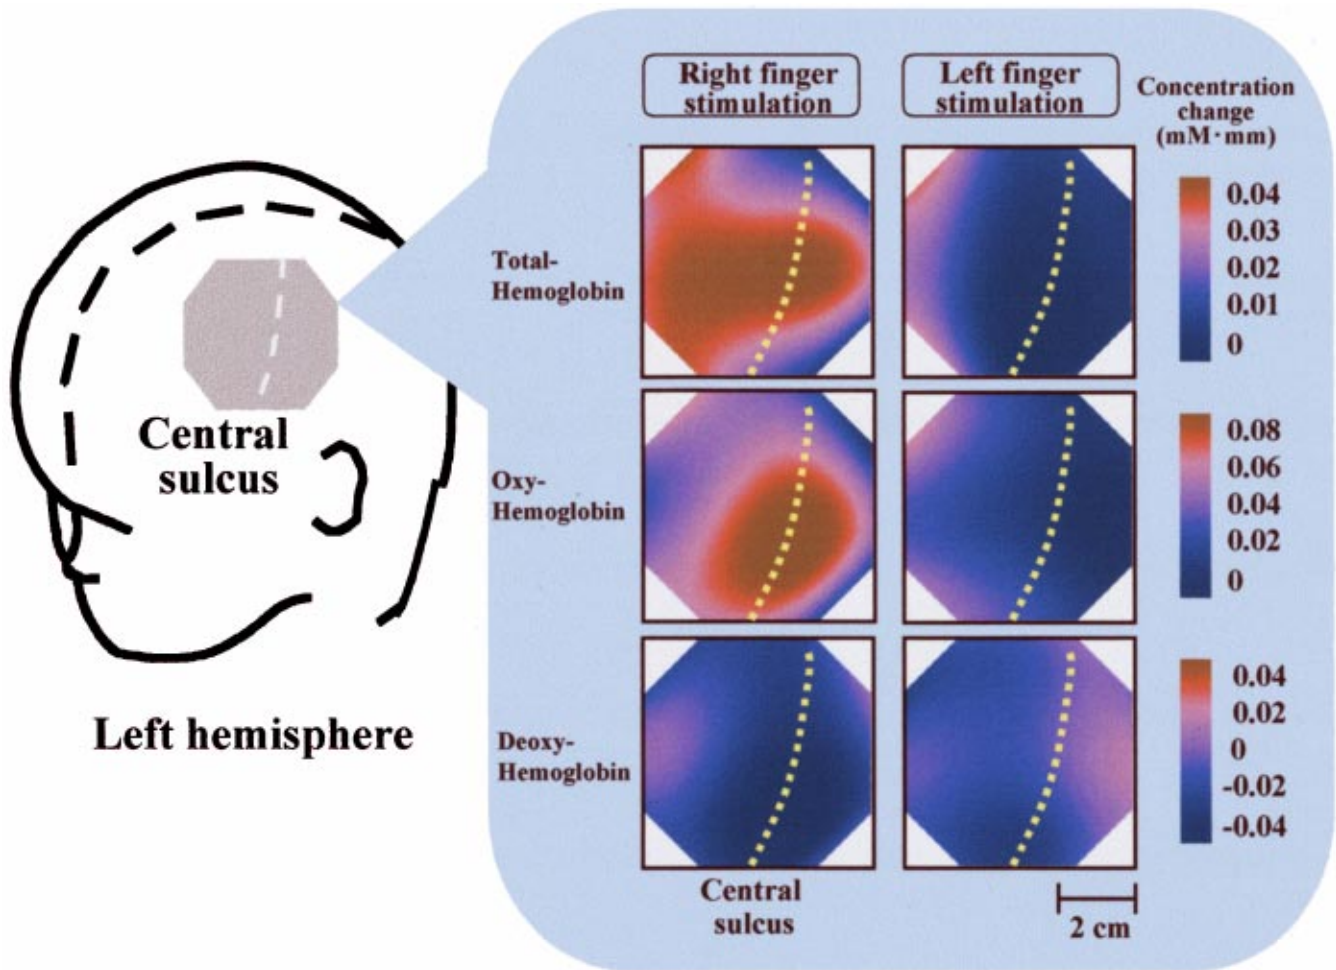 Right finger
stimulation
Left finger
stimulation
Concentration
change
(mM·mm)
Total-
Hemoglobin
0.04
0.03
0.02
0.01
0
Central
sulcus
Oxy-
Hemoglobin
0.08
0.06
0.04
0.02
0
Left hemisphere
Deoxy-
Hemoglobin
0.04
0.02
0
-0.02
-0.04
Central
sulcus
2 cm